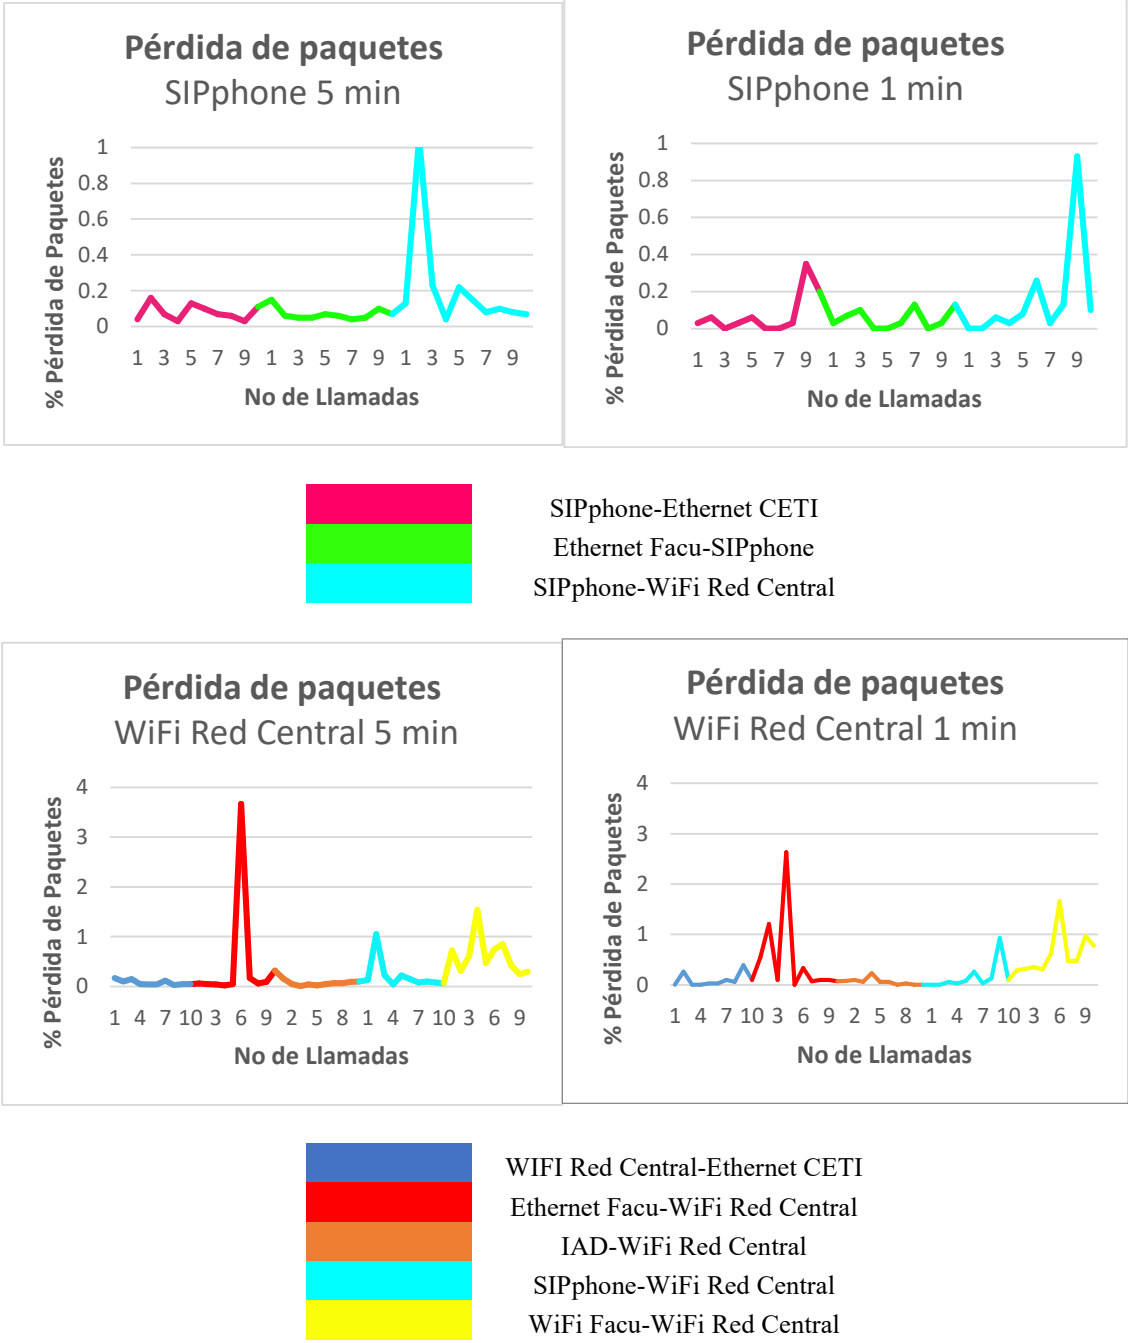 Pérdida de paquetes
SIPphone 5 min
% Pérdida de Paquetes
1
0.8
0.6
0.4
0.2
0
1 3 5 7 9 1 3 5 7 9 1 3 5 7 9
No de Llamadas
Pérdida de paquetes
SIPphone 1 min
% Pérdida de Paquetes
1
0.8
0.6
0.4
0.2
0
1 3 5 7 9 1 3 5 7 9 1 3 5 7 9
No de Llamadas
SIPphone-Ethernet CETI
Ethernet Facu-SIPphone
SIPphone-WiFi Red Central
Pérdida de paquetes
WiFi Red Central 5 min
% Pérdida de Paquetes
4
3
2
1
0
1 4 7 10 3 6 9 2 5 8 1 4 7 10 3 6 9
No de Llamadas
Pérdida de paquetes
WiFi Red Central 1 min
% Pérdida de Paquetes
4
3
2
1
0
1 4 7 10 3 6 9 2 5 8 1 4 7 10 3 6 9
No de Llamadas
WIFI Red Central-Ethernet CETI
Ethernet Facu-WiFi Red Central
IAD-WiFi Red Central
SIPphone-WiFi Red Central
WiFi Facu-WiFi Red Central